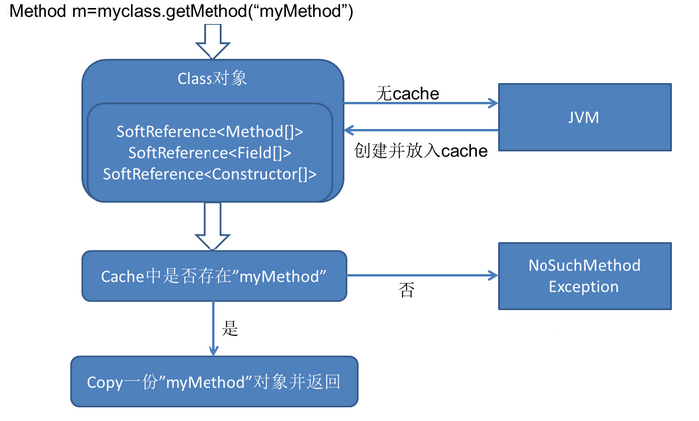 Method m=myclass.getMethod(“myMethod”)
Class对象
无cache
SoftReference<Method[]>
SoftReference<Field[]>
SoftReference<Constructor[]>
JVM
创建并放入cache
Cache中是否存在”myMethod”
否
NoSuchMethod
Exception
是
Copy一份”myMethod”对象并返回